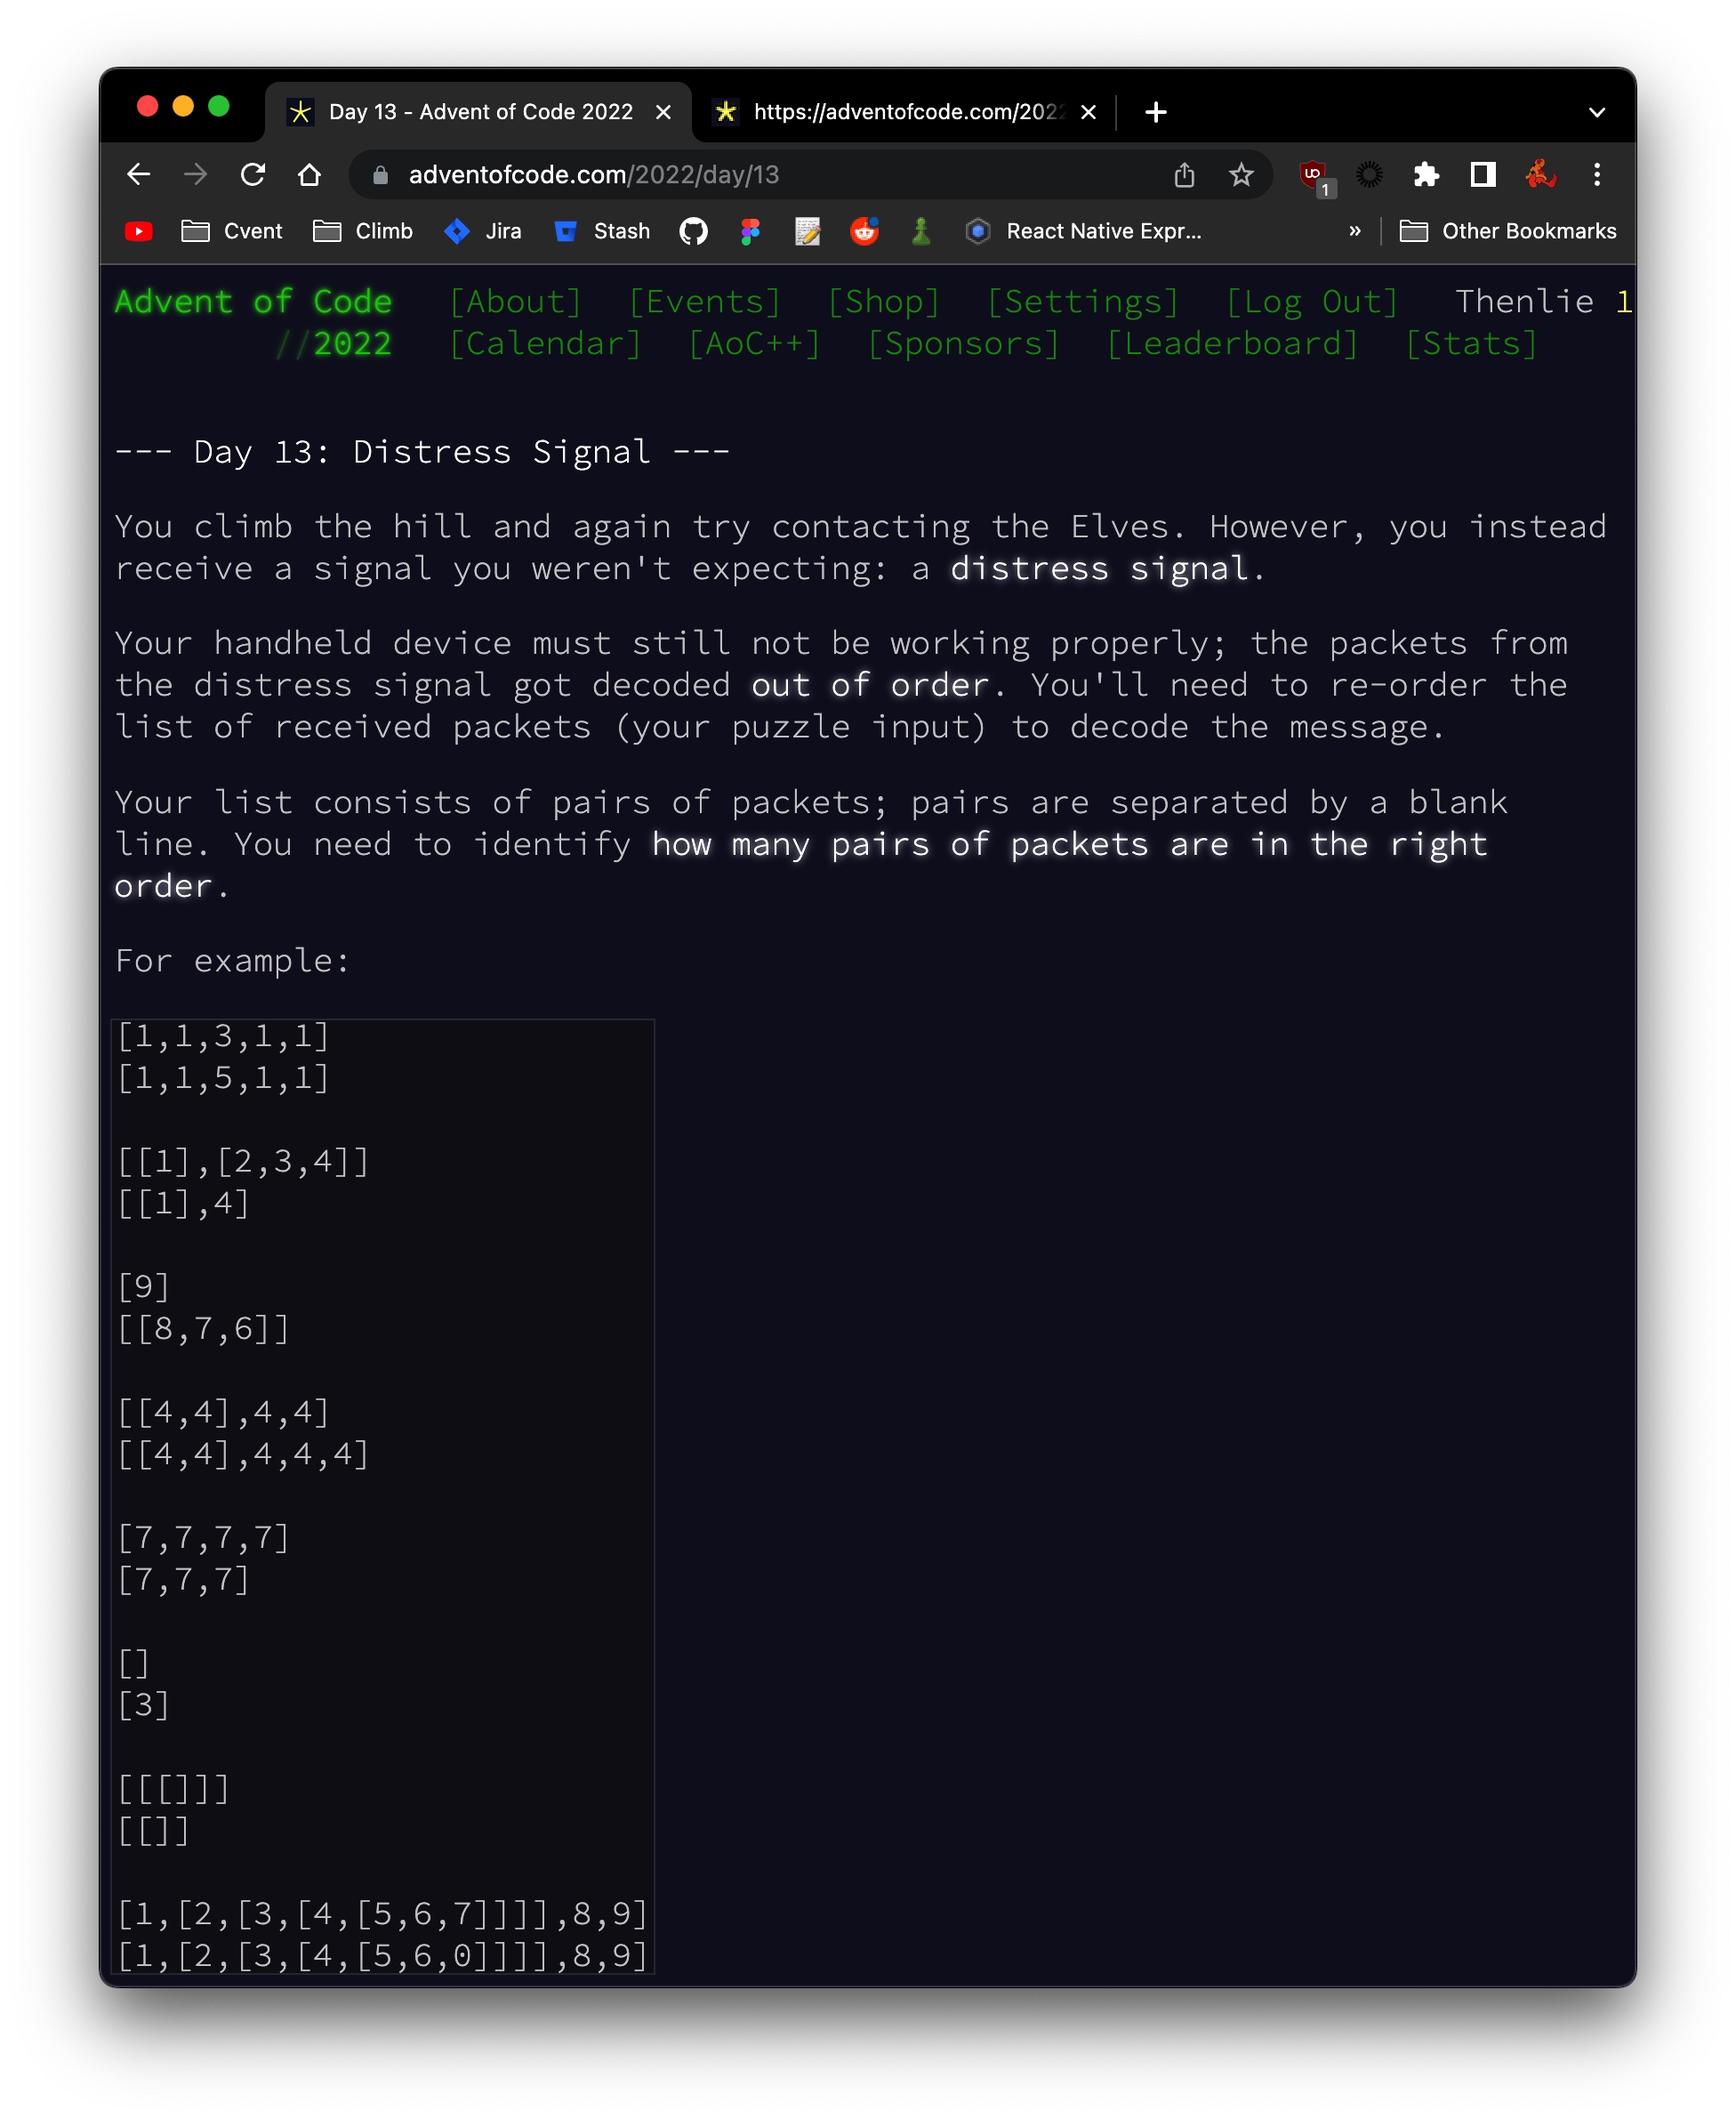 Day 13 - Advent of Code 2022
https://adventofcode.com/202
adventofcode.com/2022/day/13
1
Cvent Climb Jira Stash React Native Expr... » Other Bookmarks
Advent of Code [About] [Events] [Shop] [Settings] [Log Out] Thenlie 1
//2022 [Calendar] [AoC++] [Sponsors] [Leaderboard] [Stats]
--- Day 13: Distress Signal ---
You climb the hill and again try contacting the Elves. However, you instead
receive a signal you weren't expecting: a distress signal.
Your handheld device must still not be working properly; the packets from
the distress signal got decoded out of order. You'll need to re-order the
list of received packets (your puzzle input) to decode the message.
Your list consists of pairs of packets; pairs are separated by a blank
line. You need to identify how many pairs of packets are in the right
order.
For example:
[1,1,3,1,1]
[1,1,5,1,1]
[[1],[2,3,4]]
[[1],4]
[9]
[[8,7,6]]
[[4,4],4,4]
[[4,4],4,4,4]
[7,7,7,7]
[7,7,7]
[]
[3]
[[[]]]
[[]]
[1,[2,[3,[4,[5,6,7]]]],8,9]
[1,[2,[3,[4,[5,6,0]]]],8,9]